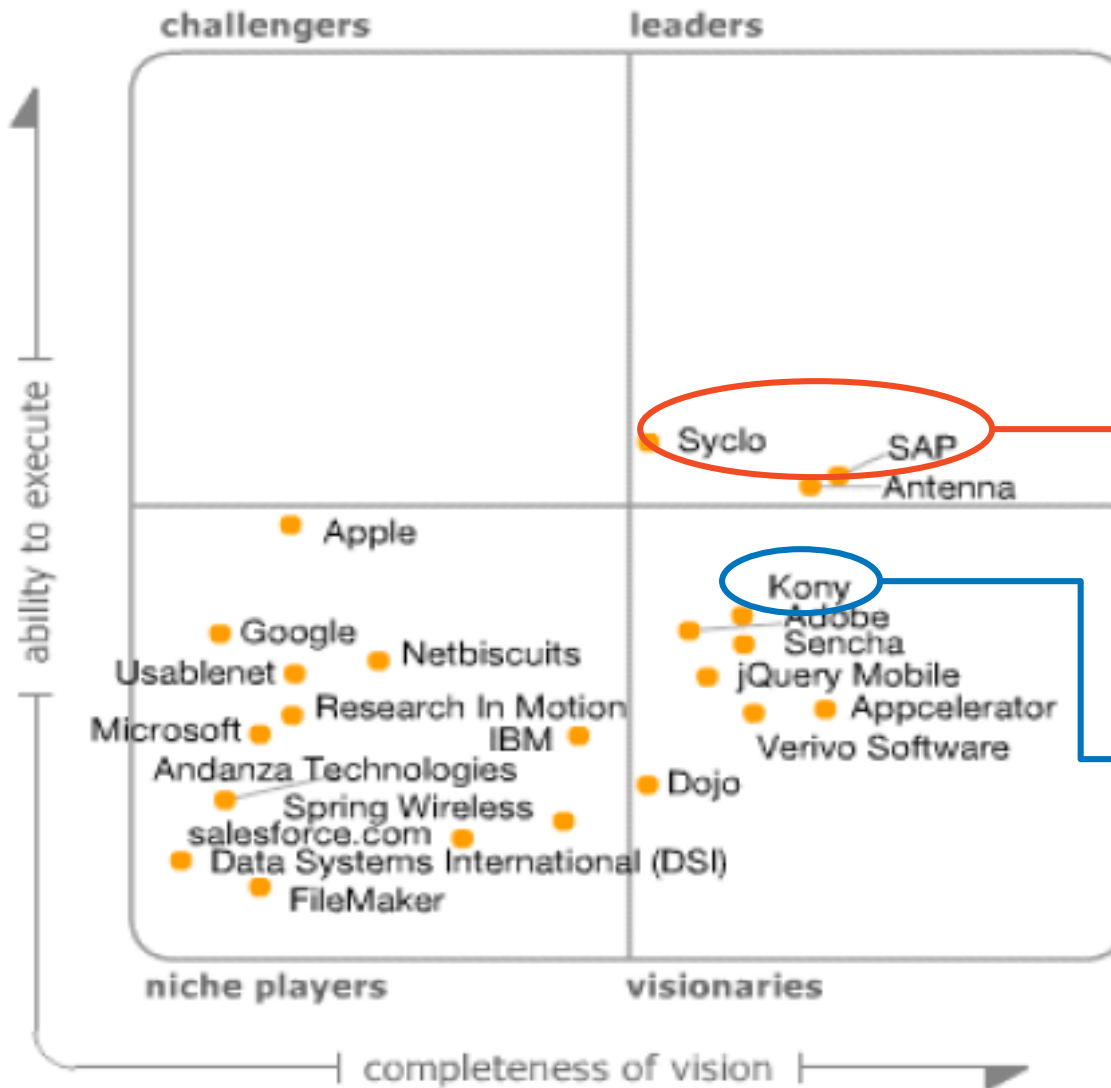 challengers
leaders
ability to execute
Syclo
SAP
Antenna
Apple
Kony
Adobe
Google
Sencha
Netbiscuits
Usablenet
jQuery Mobile
Research In Motion
Appcelerator
Microsoft
IBM
Verivo Software
Andanza Technologies
Dojo
Spring Wireless
salesforce.com
Data Systems International (DSI)
FileMaker
niche players
visionaries
completeness of vision